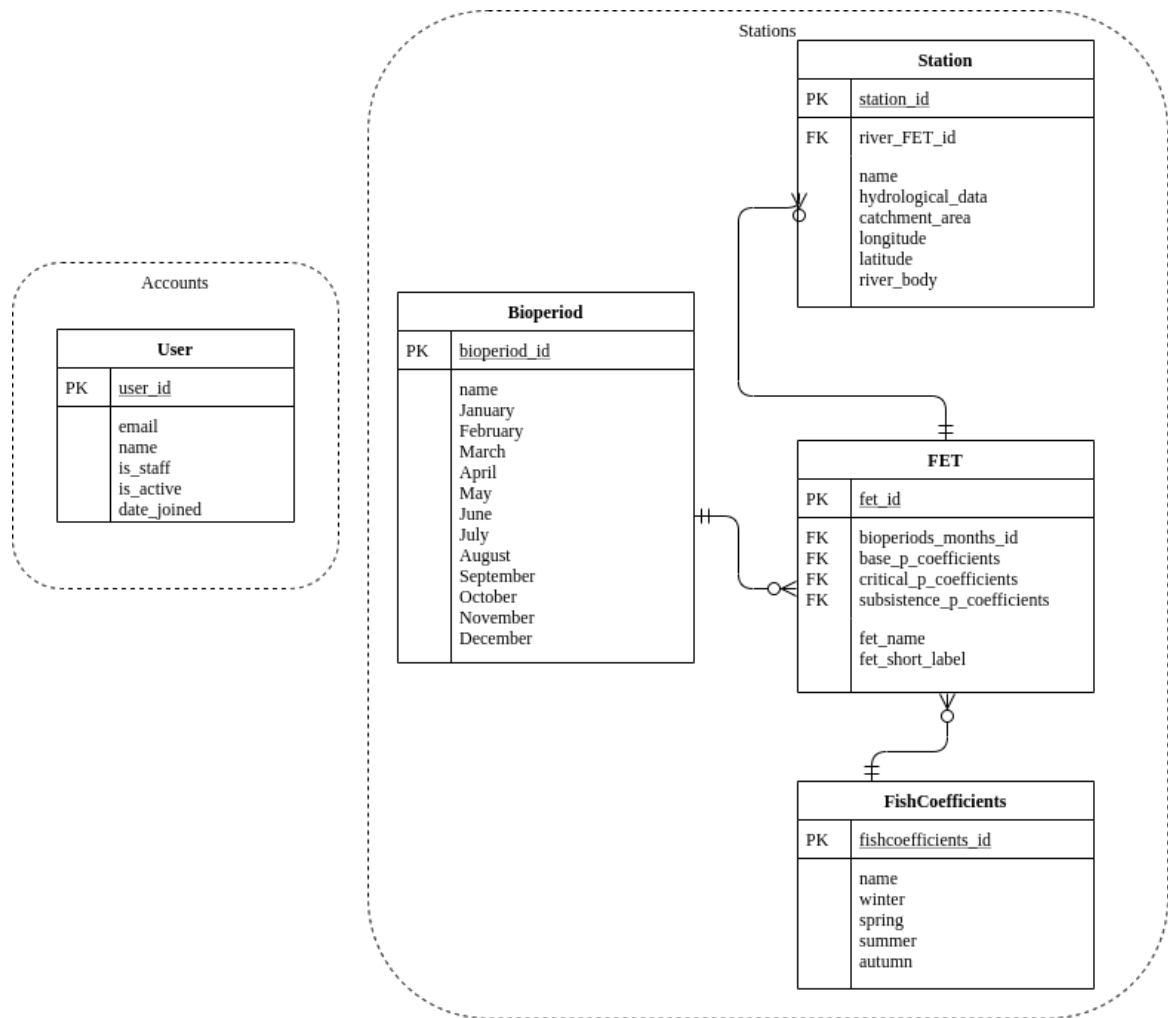 Accounts
User
PK user_id
email
name
is_staff
is_active
date_joined
Stations
Station
PK station_id
FK river_FET_id
name
hydrological_data
catchment_area
longitude
latitude
river_body
Bioperiod
PK bioperiod_id
name
January
February
March
April
May
June
July
August
September
October
November
December
FET
PK fet_id
FK bioperiods_months_id
FK base_p_coefficients
FK critical_p_coefficients
FK subsistence_p_coefficients
fet_name
fet_short_label
FishCoefficients
PK fishcoefficients_id
name
winter
spring
summer
autumn